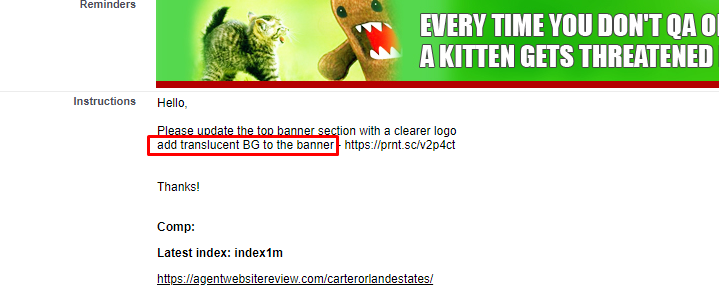 Reminders
EVERY TIME YOU DON'T QA
A KITTEN GETS THREATENED
Instructions
Hello,
Please update the top banner section with a clearer logo
add translucent BG to the banner - https://prnt.sc/v2p4ct
Thanks!
Comp:
Latest index: index1m
https://agentwebsitereview.com/carterorlandestates/